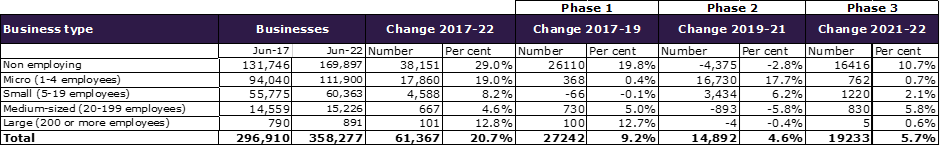 Phase 1 Phase 2 Phase 3
Business type Businesses Change 2017-22 Change 2017-19 Change 2019-21 Change 2021-22
Jun-17 Jun-22 Number Per cent Number Per cent Number Per cent Number Per cent
Non employing 131,746 169,897 38,151 29.0% 26110 19.8% -4,375 -2.8% 16416 10.7%
Micro (1-4 employees) 94,040 111,900 17,860 19.0% 368 0.4% 16,730 17.7% 762 0.7%
Small (5-19 employees) 55,775 60,363 4,588 8.2% -66 -0.1% 3,434 6.2% 1220 2.1%
Medium-sized (20-199 employees) 14,559 15,226 667 4.6% 730 5.0% -893 -5.8% 830 5.8%
Large (200 or more employees) 790 891 101 12.8% 100 12.7% -4 -0.4% 5 0.6%
Total 296,910 358,277 61,367 20.7% 27242 9.2% 14,892 4.6% 19233 5.7%